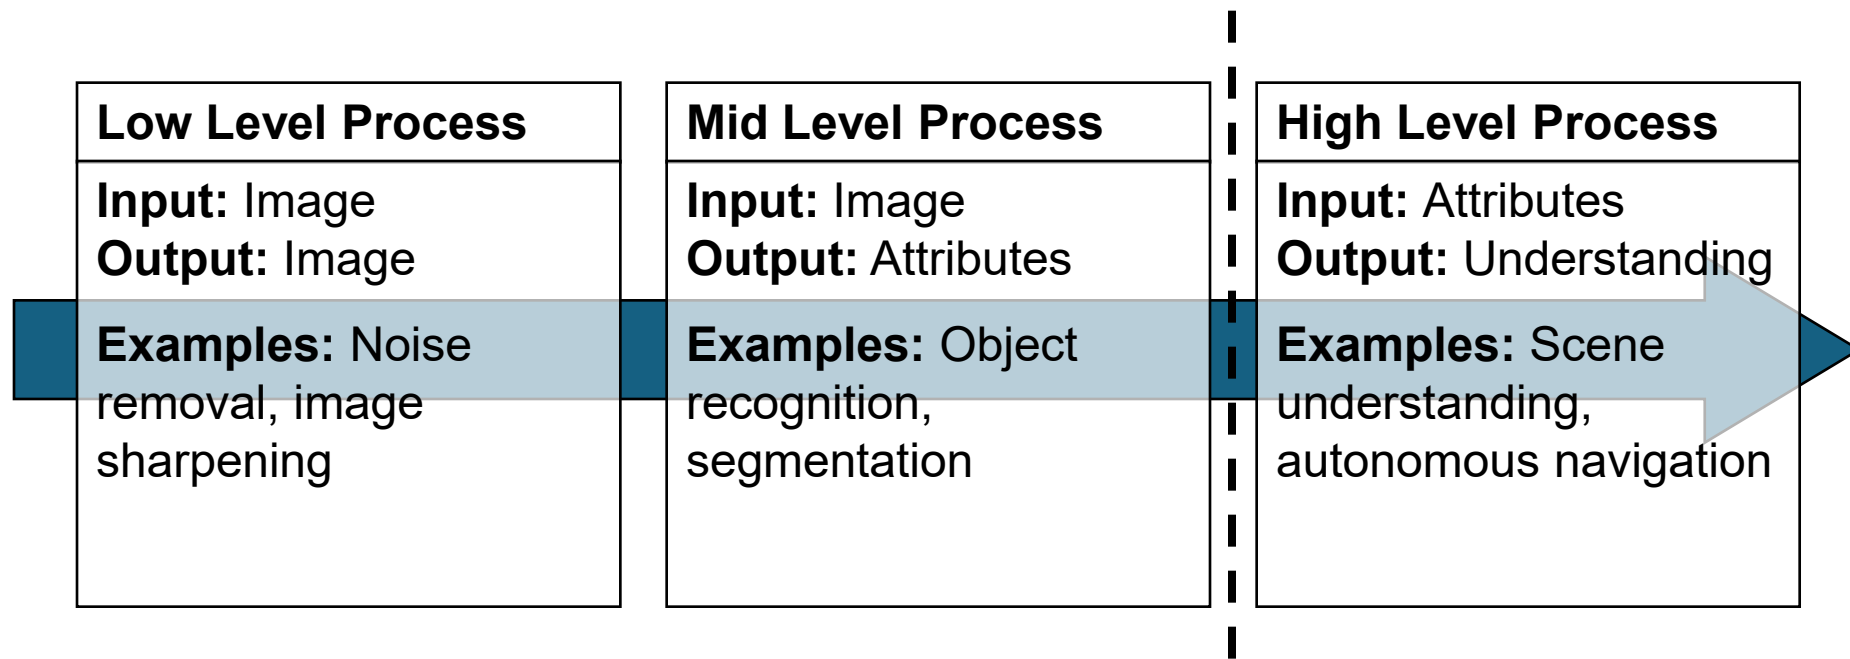 Low Level Process
Input: Image
Output: Image
Examples: Noise
removal, image
sharpening
Mid Level Process
Input: Image
Output: Attributes
Examples: Object
recognition,
segmentation
High Level Process
Input: Attributes
Output: Understanding
Examples: Scene
understanding,
autonomous navigation